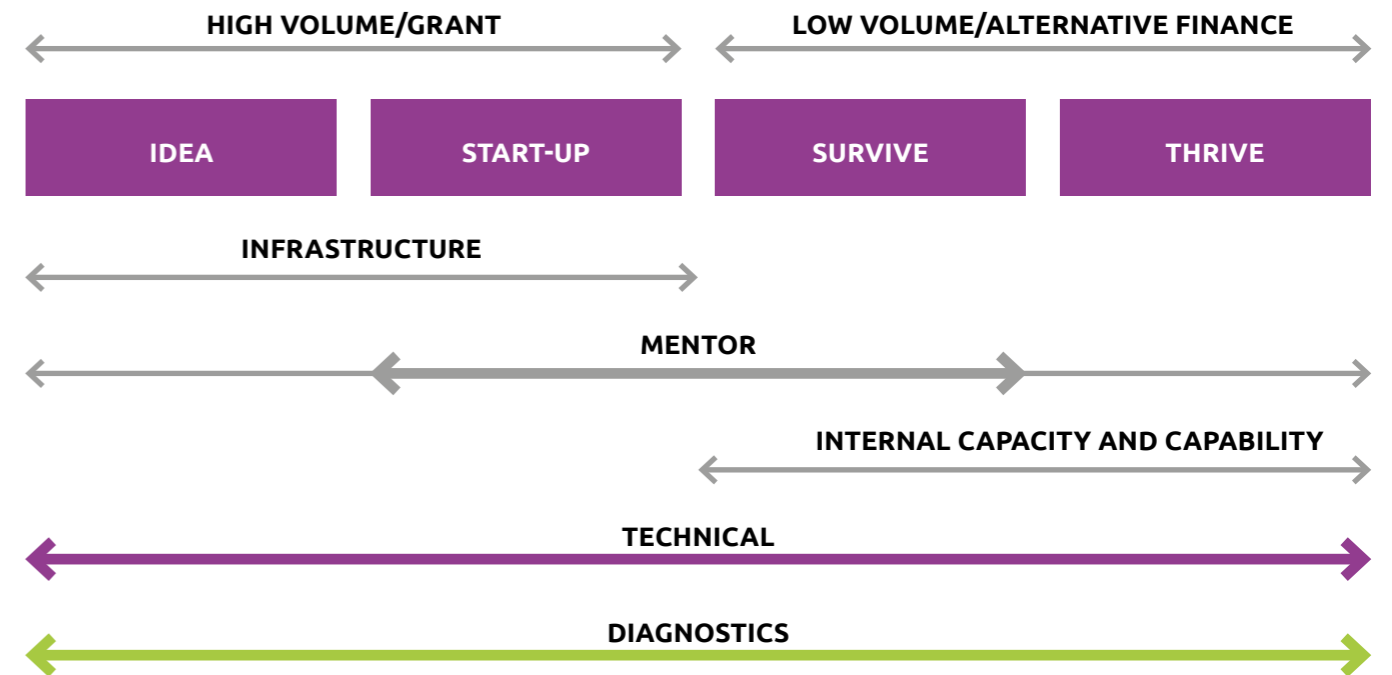 HIGH VOLUME/GRANT
LOW VOLUME/ALTERNATIVE FINANCE
IDEA
START-UP
SURVIVE
THRIVE
INFRASTRUCTURE
MENTOR
INTERNAL CAPACITY AND CAPABILITY
TECHNICAL
DIAGNOSTICS